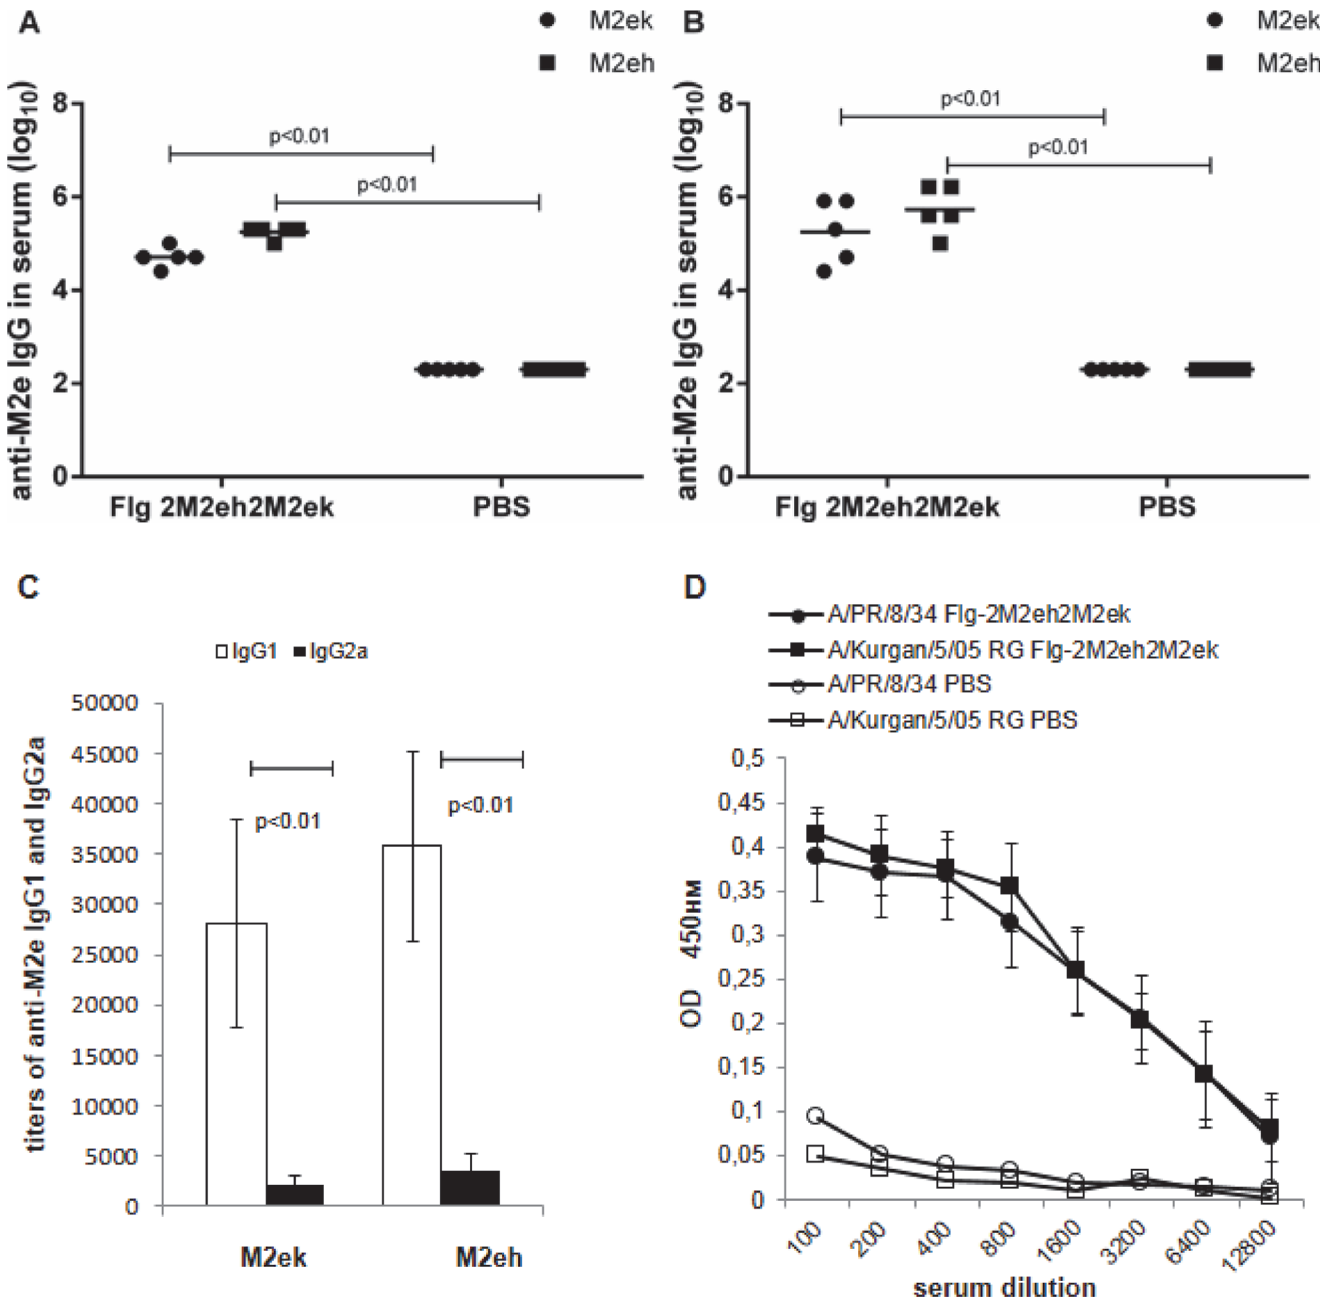 A
M2ek
M2eh
anti-M2e IgG in serum (log10)
8
6
4
2
0
p<0.01
p<0.01
Flg 2M2eh2M2ek
PBS
B
M2ek
M2eh
anti-M2e IgG in serum (log10)
8
6
4
2
0
p<0.01
p<0.01
Flg 2M2eh2M2ek
PBS
C
IgG1
IgG2a
titers of anti-M2e IgG1 and IgG2a
50000
45000
40000
35000
30000
25000
20000
15000
10000
5000
0
p<0.01
p<0.01
M2ek
M2eh
D
A/PR/8/34 Flg-2M2eh2M2ek
A/Kurgan/5/05 RG Flg-2M2eh2M2ek
A/PR/8/34 PBS
A/Kurgan/5/05 RG PBS
OD 450нм
0,5
0,45
0,4
0,35
0,3
0,25
0,2
0,15
0,1
0,05
0
100
200
400
800
1600
3200
6400
12800
serum dilution